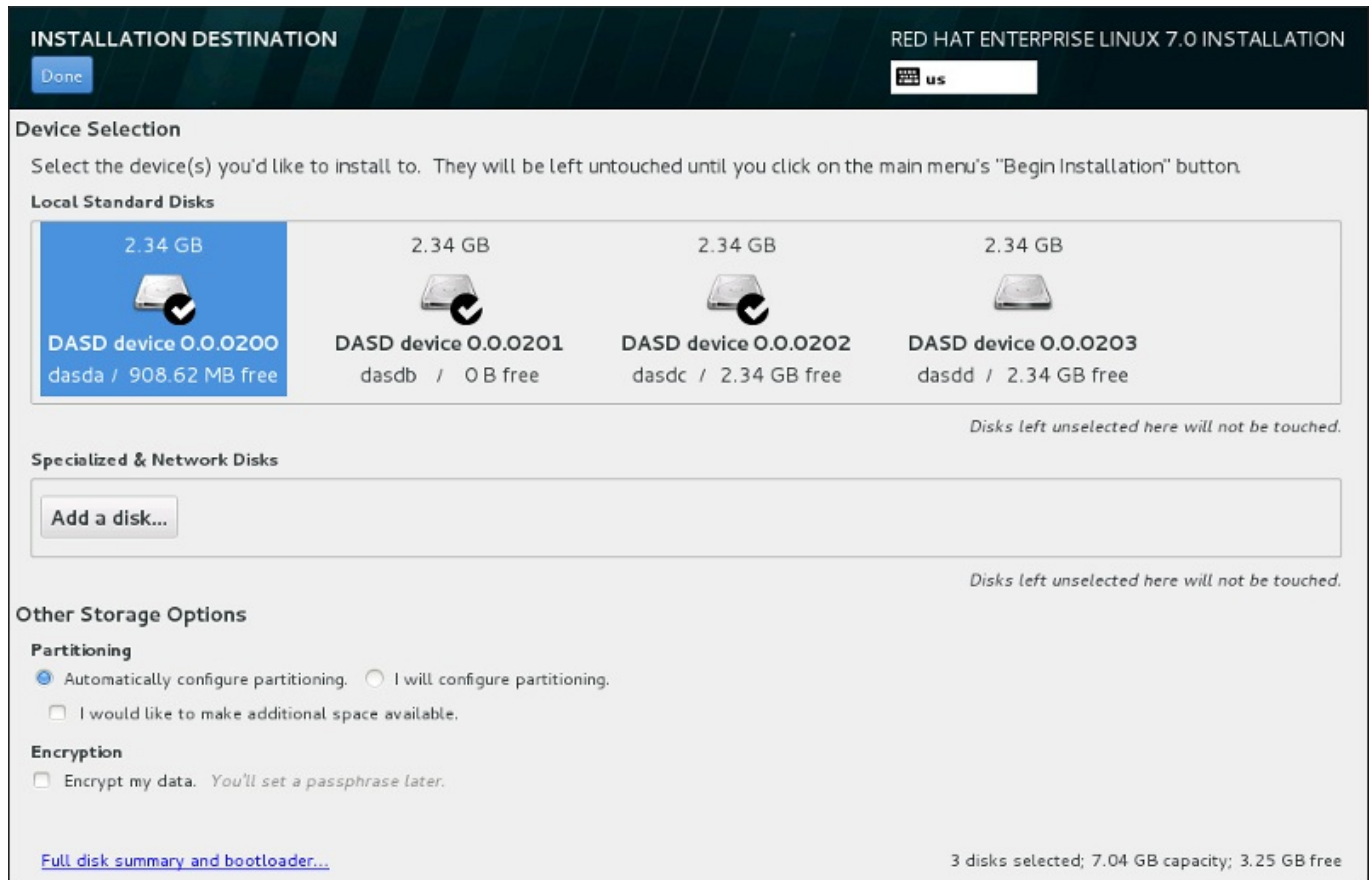 INSTALLATION DESTINATION
RED HAT ENTERPRISE LINUX 7.0 INSTALLATION
Done
us
Device Selection
Select the device(s) you'd like to install to. They will be left untouched until you click on the main menu's "Begin Installation" button.
Local Standard Disks
2.34 GB
DASD device 0.0.0200
dasda / 908.62 MB free
2.34 GB
DASD device 0.0.0201
dasdb / 0 B free
2.34 GB
DASD device 0.0.0202
dasdc / 2.34 GB free
2.34 GB
DASD device 0.0.0203
dasdd / 2.34 GB free
Disks left unselected here will not be touched.
Specialized & Network Disks
Add a disk...
Disks left unselected here will not be touched.
Other Storage Options
Partitioning
Automatically configure partitioning. I will configure partitioning.
I would like to make additional space available.
Encryption
Encrypt my data. You'll set a passphrase later.
Full disk summary and bootloader...
3 disks selected; 7.04 GB capacity; 3.25 GB free